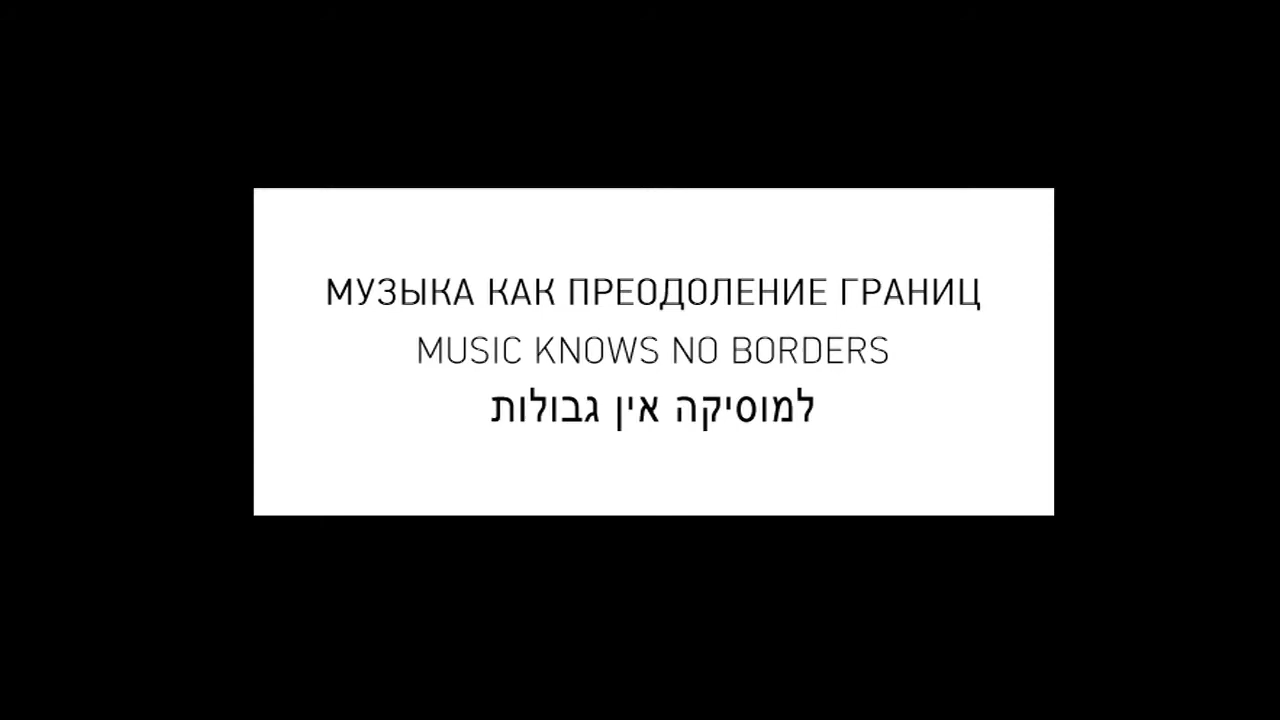 МУЗЫКА КАК ПРЕОДОЛЕНИЕ ГРАНИЦ
MUSIC KNOWS NO BORDERS
למוסיקה אין גבולות